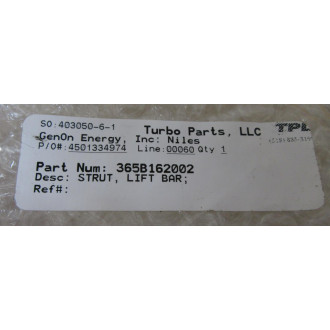 SO:403050-6-1
Turbo Parts, LLC
TPL
GenOn Energy, Inc: Niles
P/O#: 4501334974 Line:00060 Qty 1
Part Num: 365B162002
Desc: STRUT, LIFT BAR;
Ref#: